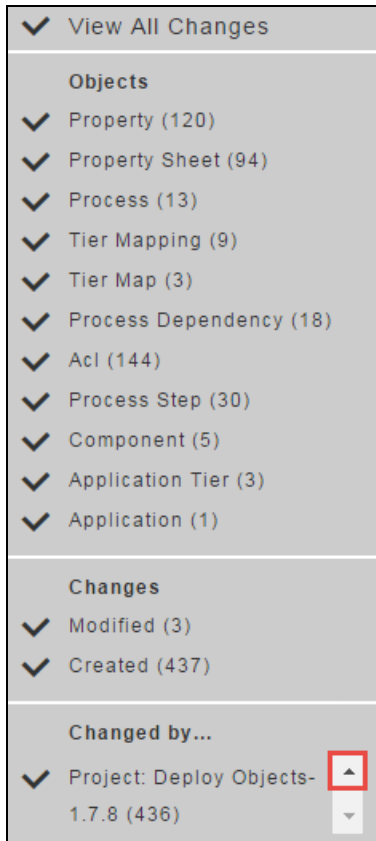 View All Changes
Objects
Property (120)
Property Sheet (94)
Process (13)
Tier Mapping (9)
Tier Map (3)
Process Dependency (18)
Acl (144)
Process Step (30)
Component (5)
Application Tier (3)
Application (1)
Changes
Modified (3)
Created (437)
Changed by...
Project: Deploy Objects-
1.7.8 (436)